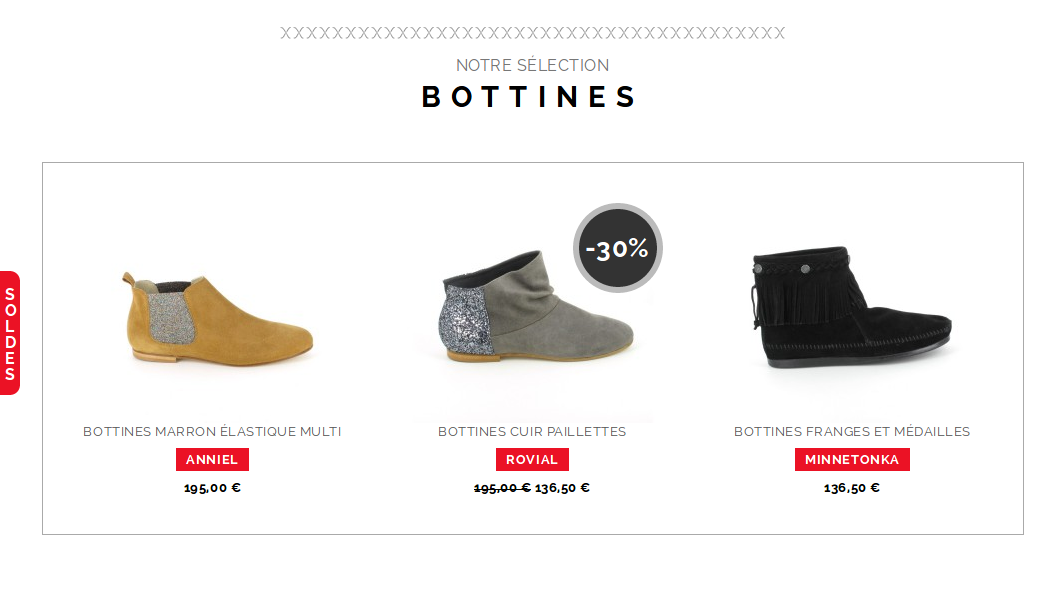 XXXXXXXXXXXXXXXXXXXXXXXXXXXXXXXXXXXXXXX
NOTRE SÉLECTION
BOTTINES
SOLDES
-30%
BOTTINES MARRON ÉLASTIQUE MULTI
ANNIEL
195,00 €
BOTTINES CUIR PAILLETTES
ROVIAL
195,00 € 136,50 €
BOTTINES FRANGES ET MÉDAILLES
MINNETONKA
136,50 €